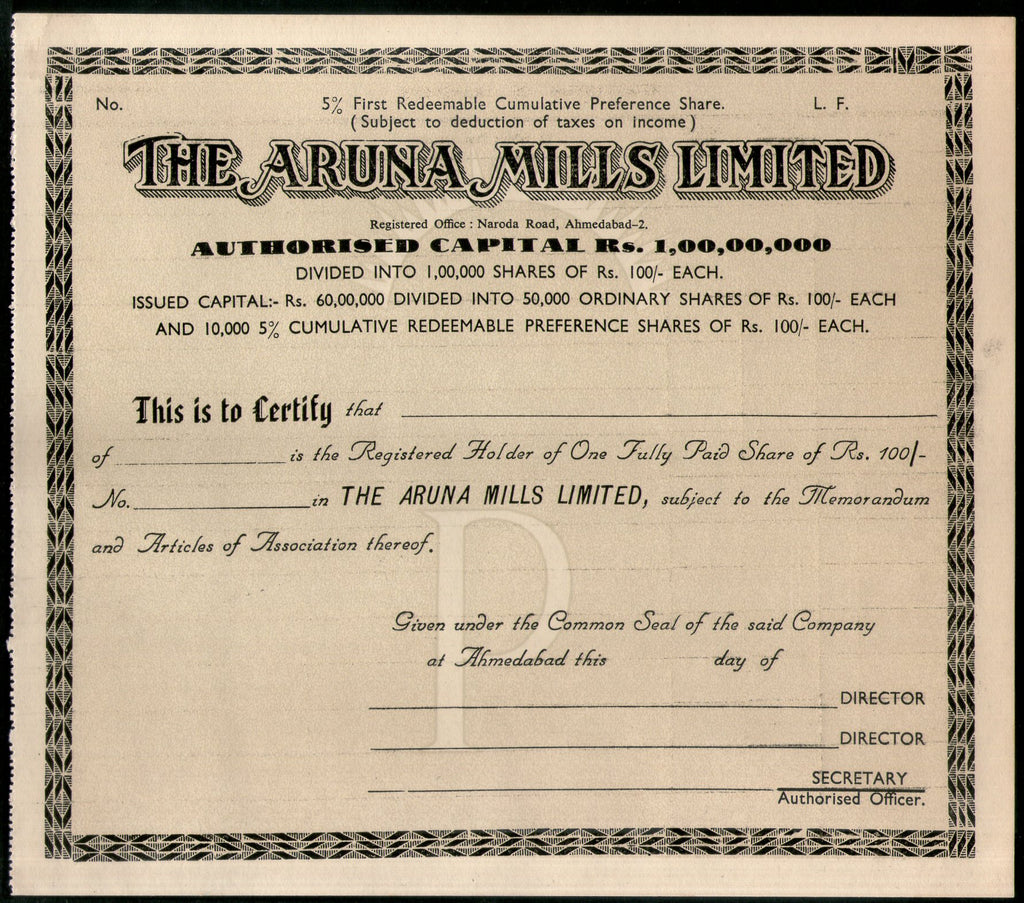 No. 5% First Redeemable Cumulative Preference Share. L. F.
(Subject to deduction of taxes on income)
THE ARUNA MILLS LIMITED
Registered Office : Naroda Road, Ahmedabad-2.
AUTHORISED CAPITAL Rs. 1,00,00,000
DIVIDED INTO 1,00,000 SHARES OF Rs. 100/- EACH.
ISSUED CAPITAL:- Rs. 60,00,000 DIVIDED INTO 50,000 ORDINARY SHARES OF Rs. 100/- EACH
AND 10,000 5% CUMULATIVE REDEEMABLE PREFERENCE SHARES OF Rs. 100/- EACH.
This is to Certify that
of is the Registered Holder of One Fully Paid Share of Rs. 100/-
No. in THE ARUNA MILLS LIMITED, subject to the Memorandum
and Articles of Association thereof.
P
Given under the Common Seal of the said Company
at Ahmedabad this day of
DIRECTOR
DIRECTOR
SECRETARY
Authorised Officer.